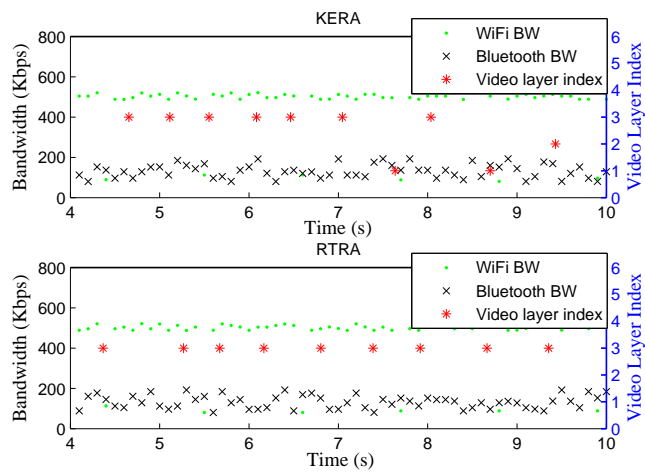 KERA
WiFi BW
Bluetooth BW
Video layer index
Bandwidth (Kbps)
800
600
400
200
0
6
5
4
3
2
1
0
Video Layer Index
4 5 6 7 8 9 10
Time (s)
RTRA
WiFi BW
Bluetooth BW
Video layer index
Bandwidth (Kbps)
800
600
400
200
0
6
5
4
3
2
1
0
Video Layer Index
4 5 6 7 8 9 10
Time (s)